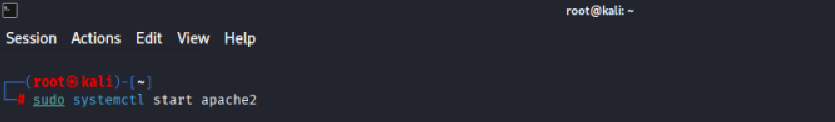 root@kali: ~
Session Actions Edit View Help
┌──(root㉿kali)-[~]
└─# sudo systemctl start apache2